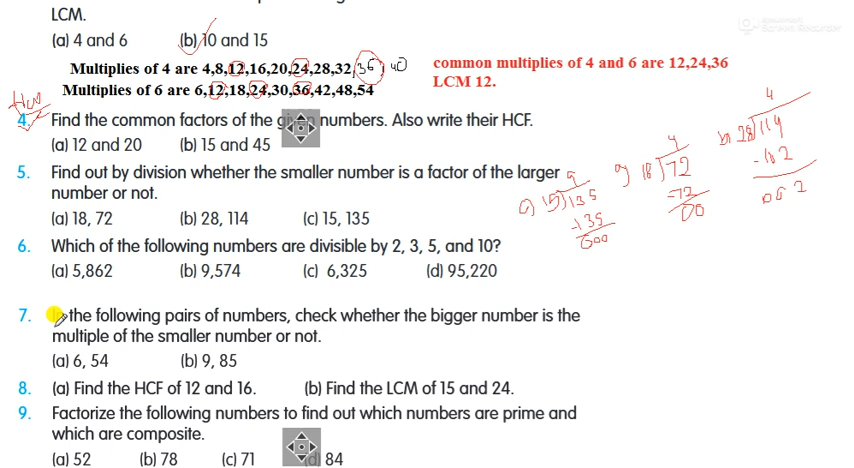 LCM.
(a) 4 and 6 (b) 10 and 15
Multiples of 4 are 4,8,12,16,20,24,28,32, 36, 40
Multiples of 6 are 6,12,18,24,30,36,42,48,54
common multiples of 4 and 6 are 12,24,36
LCM 12.
4. Find the common factors of the given numbers. Also write their HCF.
(a) 12 and 20 (b) 15 and 45
5. Find out by division whether the smaller number is a factor of the larger
number or not.
(a) 18, 72 (b) 28, 114 (c) 15, 135
9
15)135
-135
000
4
a) 18)72
-72
00
4
b) 28)114
-112
002
6. Which of the following numbers are divisible by 2, 3, 5, and 10?
(a) 5,862 (b) 9,574 (c) 6,325 (d) 95,220
7. In the following pairs of numbers, check whether the bigger number is the
multiple of the smaller number or not.
(a) 6, 54 (b) 9, 85
8. (a) Find the HCF of 12 and 16. (b) Find the LCM of 15 and 24.
9. Factorize the following numbers to find out which numbers are prime and
which are composite.
(a) 52 (b) 78 (c) 71 (d) 84